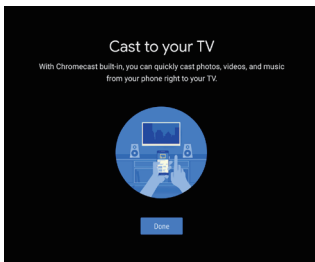 Cast to your TV
With Chromecast built-in, you can quickly cast photos, videos, and music
from your phone right to your TV.
Done